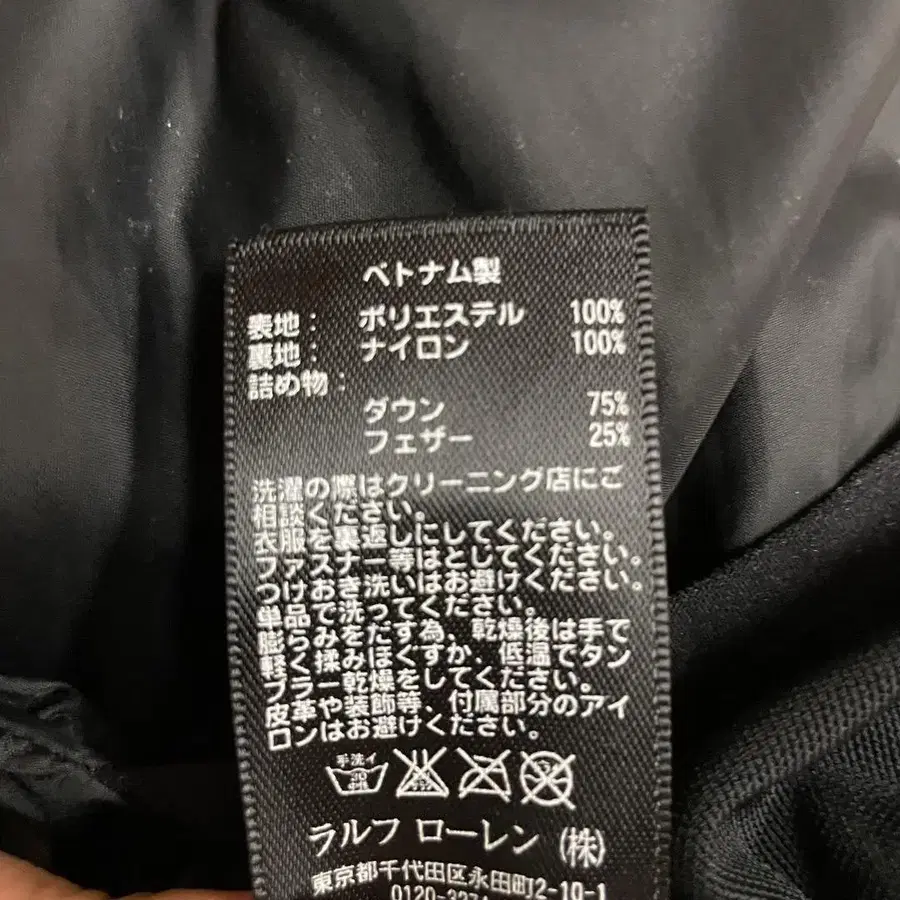 ベトナム製
表地: ポリエステル 100%
裏地: ナイロン 100%
詰め物:
ダウン 75%
フェザー 25%
洗濯の際はクリーニング店にご
相談ください。
衣服を裏返しにしてください。
ファスナー等はとしてください。
つけおき洗いはお避けください。
単品で洗ってください。
膨らみをだす為、乾燥後は手で
軽く揉みほぐすか、低温でタン
ブラー乾燥をしてください。
皮革や装飾等、付属部分のアイ
ロンはお避けください。
手洗イ
30
ラルフ ローレン (株)
東京都千代田区永田町2-10-1